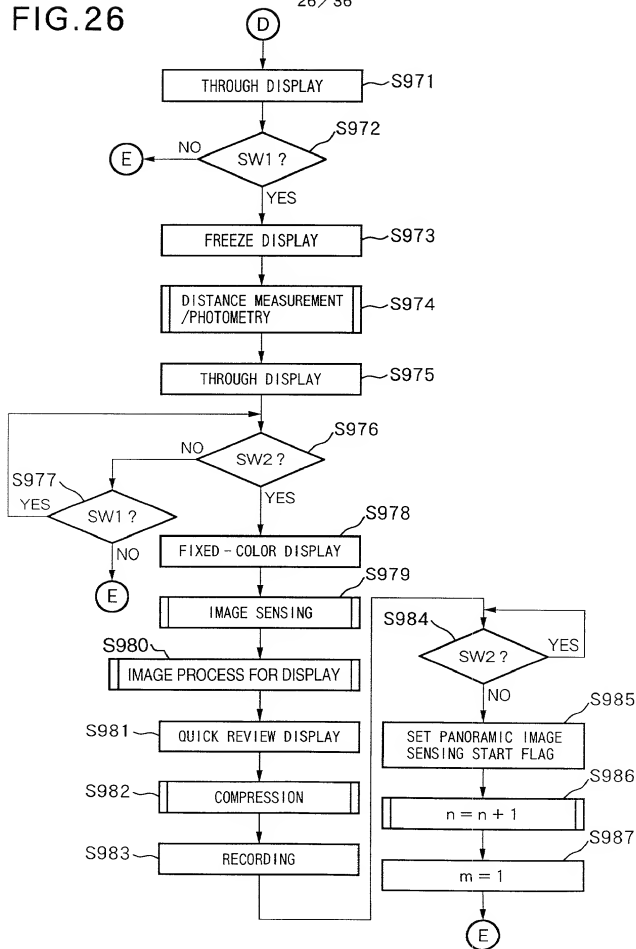 26/36
FIG.26
D
THROUGH DISPLAY
S971
S972
SW1?
NO
E
YES
FREEZE DISPLAY
S973
DISTANCE MEASUREMENT
/PHOTOMETRY
S974
THROUGH DISPLAY
S975
S976
SW2?
NO
YES
S977
YES
SW1?
NO
E
S978
FIXED-COLOR DISPLAY
S979
IMAGE SENSING
S980
IMAGE PROCESS FOR DISPLAY
S981
QUICK REVIEW DISPLAY
S982
COMPRESSION
S983
RECORDING
S984
SW2?
YES
NO
S985
SET PANORAMIC IMAGE
SENSING START FLAG
S986
n = n + 1
S987
m = 1
E